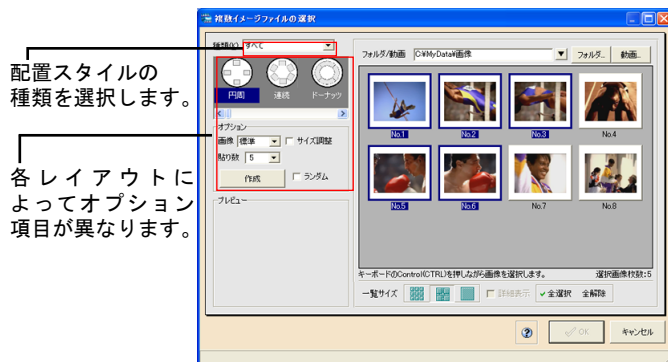 複数イメージファイルの選択
配置スタイルの
種類を選択します。
各レイアウトに
よってオプション
項目が異なります。
種類(K) すべて
円周 連続 ドーナッツ
オプション
画像 標準 サイズ調整
貼り数 5
作成 ランダム
プレビュー
フォルダ/動画 C:¥MyData¥画像 フォルダ.. 動画...
No.1 No.2 No.3 No.4
No.5 No.6 No.7 No.8
キーボードのControl(CTRL)を押しながら画像を選択します。 選択画像枚数:5
一覧サイズ 詳細表示 全選択 全解除
OK キャンセル